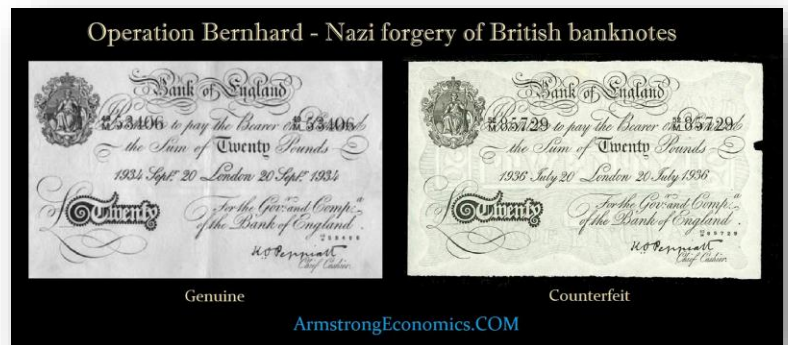 Operation Bernhard - Nazi forgery of British banknotes
Bank of England
53406 to pay the Bearer on 53406
the Sum of Twenty Pounds
1934 Sept. 20 London 20 Sept. 1934
For the Gov.r and Comp.a
Twenty of the Bank of England.
K O Peppiatt
Chief Cashier.
Bank of England
85729 to pay the Bearer on 85729
the Sum of Twenty Pounds
1936 July 20 London 20 July 1936
For the Gov.r and Comp.a
Twenty of the Bank of England.
85729
K O Peppiatt
Chief Cashier.
Genuine
Counterfeit
ArmstrongEconomics.COM